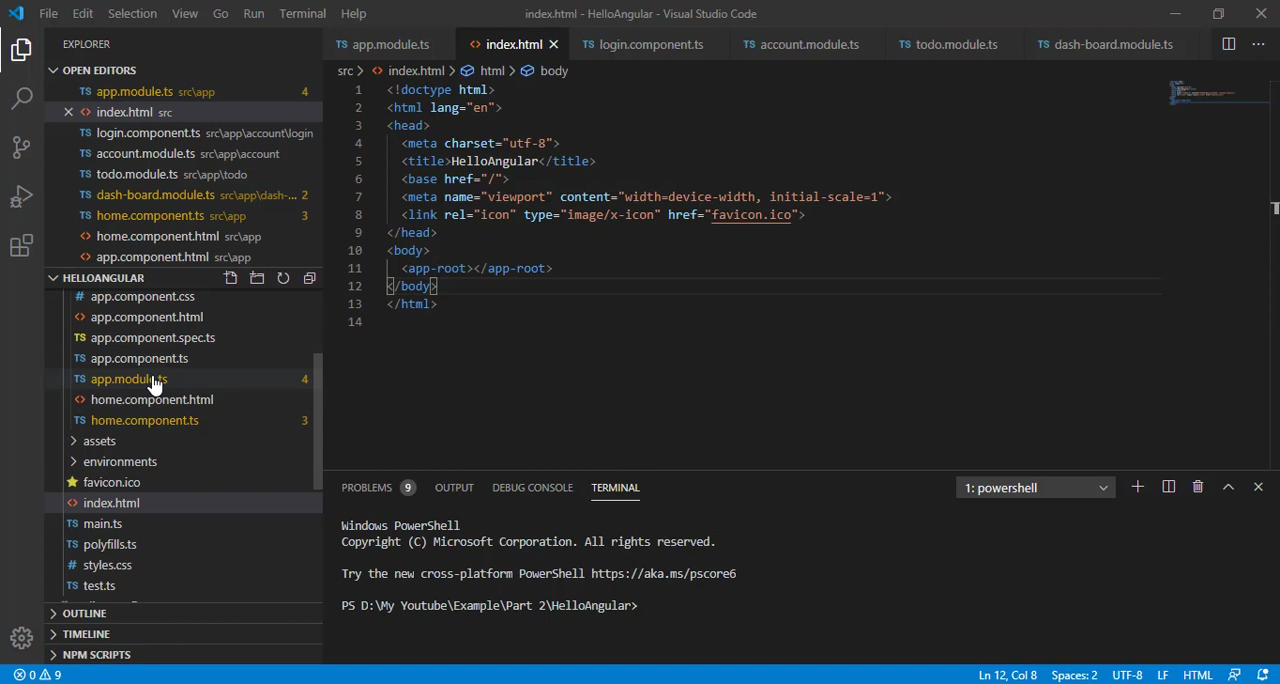 File Edit Selection View Go Run Terminal Help
index.html - HelloAngular - Visual Studio Code
EXPLORER
OPEN EDITORS
TS app.module.ts src\app 4
<> index.html src
TS login.component.ts src\app\account\login
TS account.module.ts src\app\account
TS todo.module.ts src\app\todo
TS dash-board.module.ts src\app\dash-... 2
TS home.component.ts src\app 3
<> home.component.html src\app
<> app.component.html src\app
HELLOANGULAR
# app.component.css
<> app.component.html
TS app.component.spec.ts
TS app.component.ts
TS app.module.ts 4
<> home.component.html
TS home.component.ts 3
> assets
> environments
favicon.ico
<> index.html
TS main.ts
TS polyfills.ts
# styles.css
TS test.ts
> OUTLINE
> TIMELINE
> NPM SCRIPTS
TS app.module.ts <> index.html TS login.component.ts TS account.module.ts TS todo.module.ts TS dash-board.module.ts
src > <> index.html > html > body
1 <!doctype html>
2 <html lang="en">
3 <head>
4 <meta charset="utf-8">
5 <title>HelloAngular</title>
6 <base href="/">
7 <meta name="viewport" content="width=device-width, initial-scale=1">
8 <link rel="icon" type="image/x-icon" href="favicon.ico">
9 </head>
10 <body>
11 <app-root></app-root>
12 </body>
13 </html>
14
PROBLEMS 9 OUTPUT DEBUG CONSOLE TERMINAL 1: powershell
Windows PowerShell
Copyright (C) Microsoft Corporation. All rights reserved.
Try the new cross-platform PowerShell https://aka.ms/pscore6
PS D:\My Youtube\Example\Part 2\HelloAngular>
0 9 Ln 12, Col 8 Spaces: 2 UTF-8 LF HTML